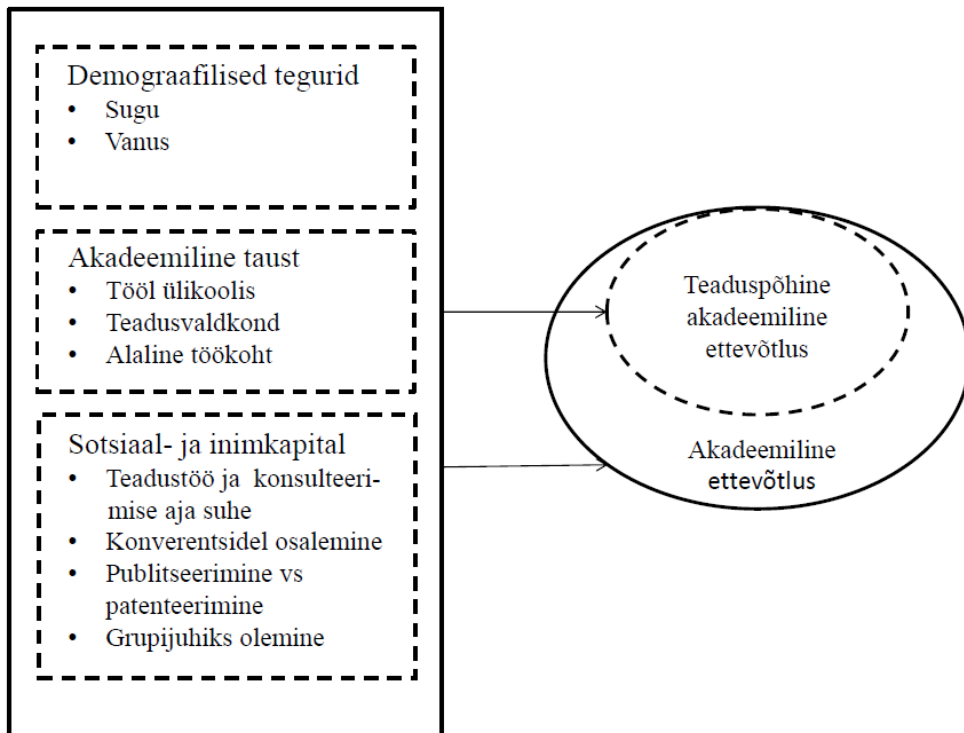 Demograafilised tegurid
• Sugu
• Vanus
Akadeemiline taust
• Tööl ülikoolis
• Teadusvaldkond
• Alaline töökoht
Sotsiaal- ja inimkapital
• Teadustöö ja konsulteeri-
mise aja suhe
• Konverentsidel osalemine
• Publitseerimine vs
patenteerimine
• Grupijuhiks olemine
Teaduspõhine
akadeemiline
ettevõtlus
Akadeemiline
ettevõtlus